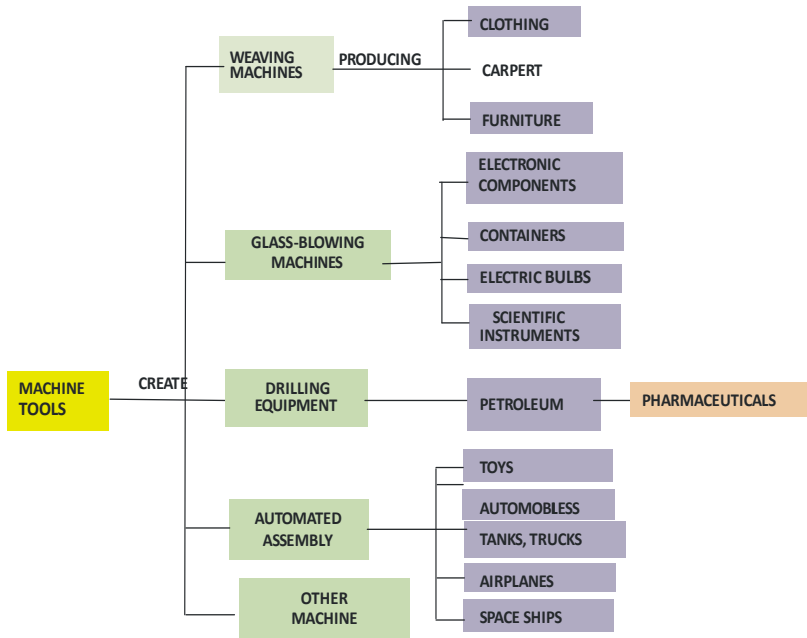 MACHINE
TOOLS
CREATE
WEAVING
MACHINES
PRODUCING
CLOTHING
CARPERT
FURNITURE
GLASS-BLOWING
MACHINES
ELECTRONIC
COMPONENTS
CONTAINERS
ELECTRIC BULBS
SCIENTIFIC
INSTRUMENTS
DRILLING
EQUIPMENT
PETROLEUM
PHARMACEUTICALS
AUTOMATED
ASSEMBLY
TOYS
AUTOMOBLESS
TANKS, TRUCKS
AIRPLANES
SPACE SHIPS
OTHER
MACHINE